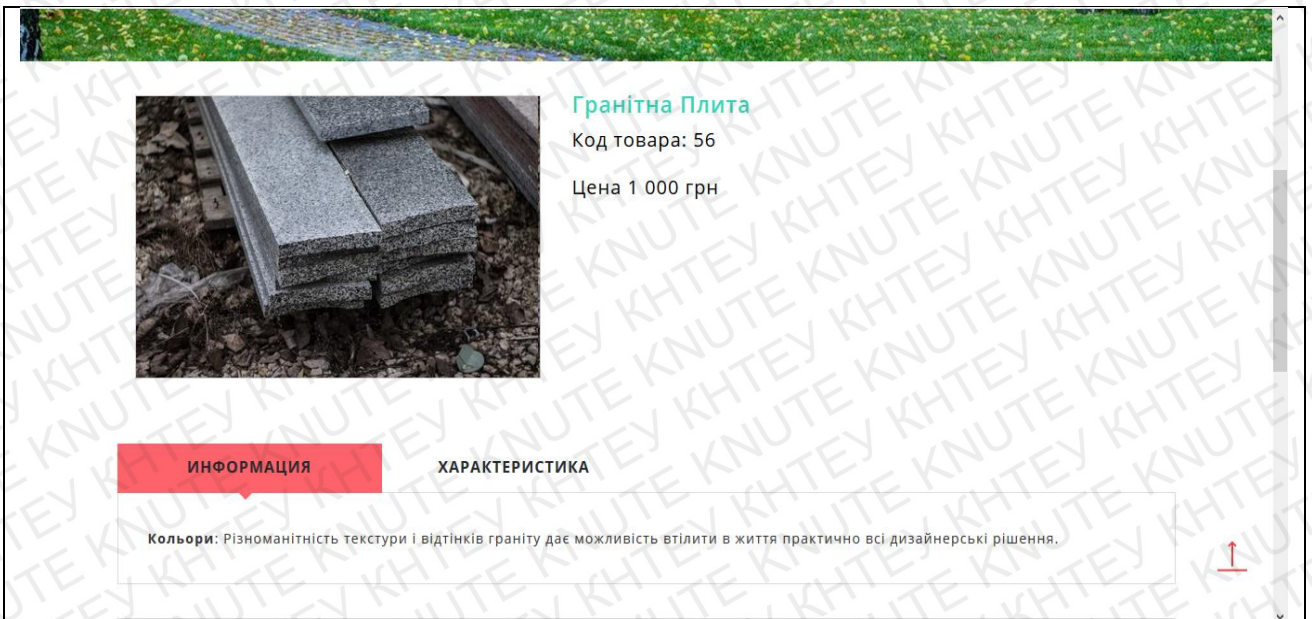 Гранітна Плита
Код товара: 56
Цена 1 000 грн
ИНФОРМАЦИЯ
ХАРАКТЕРИСТИКА
Кольори: Різноманітність текстури і відтінків граніту дає можливість втілити в життя практично всі дизайнерські рішення.